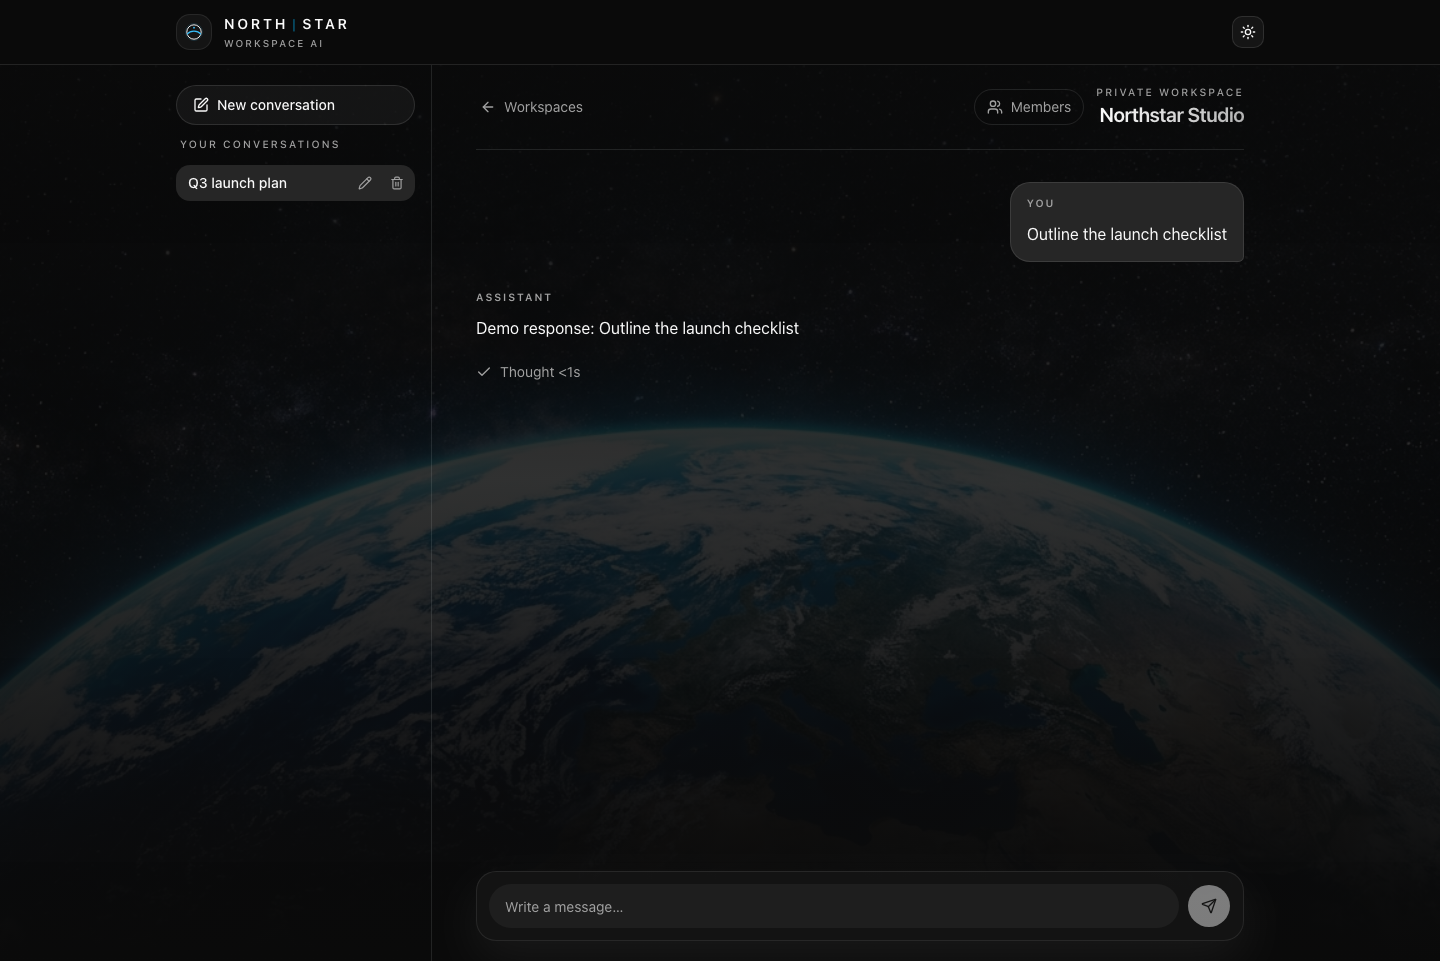 NORTH | STAR
WORKSPACE AI
New conversation
YOUR CONVERSATIONS
Q3 launch plan
Workspaces
Members
PRIVATE WORKSPACE
Northstar Studio
YOU
Outline the launch checklist
ASSISTANT
Demo response: Outline the launch checklist
Thought <1s
Write a message...